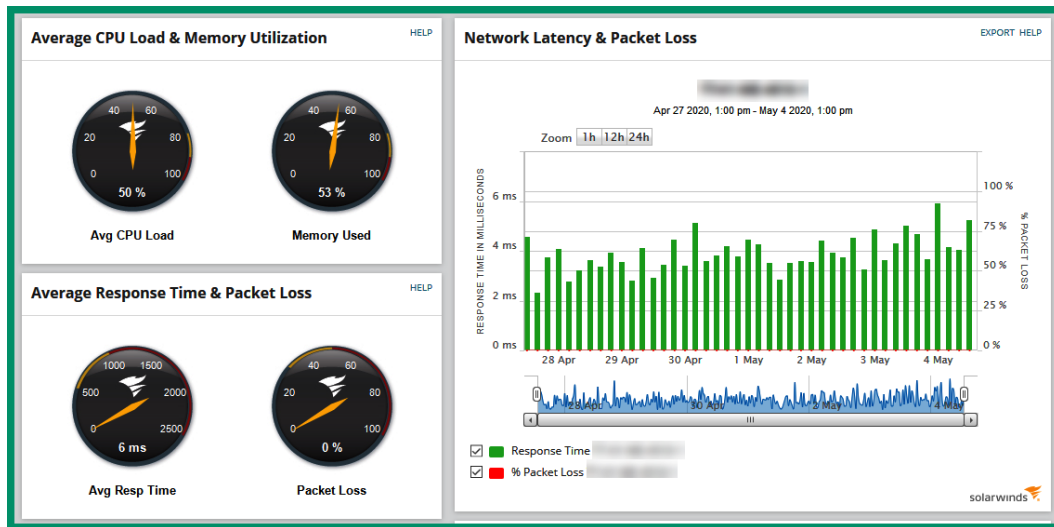 Average CPU Load & Memory Utilization
HELP
40 60
20 80
0 100
50 %
Avg CPU Load
40 60
20 80
0 100
53 %
Memory Used
Average Response Time & Packet Loss
HELP
1000 1500
500 2000
0 2500
6 ms
Avg Resp Time
40 60
20 80
0 100
0 %
Packet Loss
Network Latency & Packet Loss
EXPORT HELP
Apr 27 2020, 1:00 pm - May 4 2020, 1:00 pm
Zoom 1h 12h 24h
RESPONSE TIME IN MILLISECONDS
6 ms
4 ms
2 ms
0 ms
100 %
75 %
50 %
25 %
0 %
% PACKET LOSS
28 Apr 29 Apr 30 Apr 1 May 2 May 3 May 4 May
28 Apr 30 Apr 2 May 4 May
Response Time
% Packet Loss
solarwinds